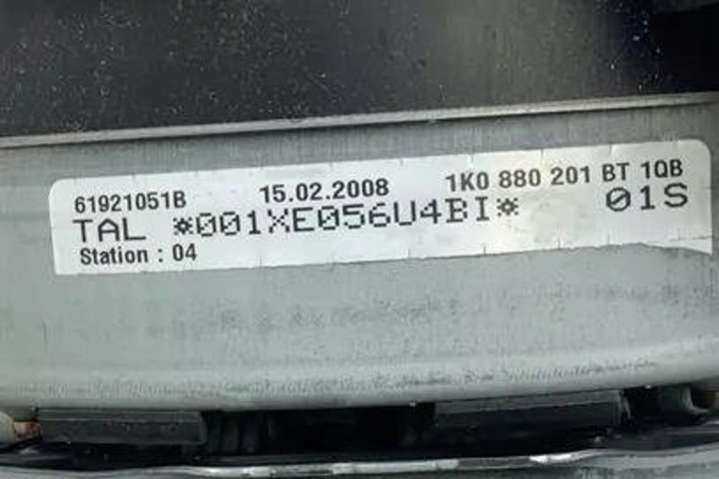 61921051B 15.02.2008 1K0 880 201 BT 1QB
TAL *001XE056U4BI* 01S
Station : 04